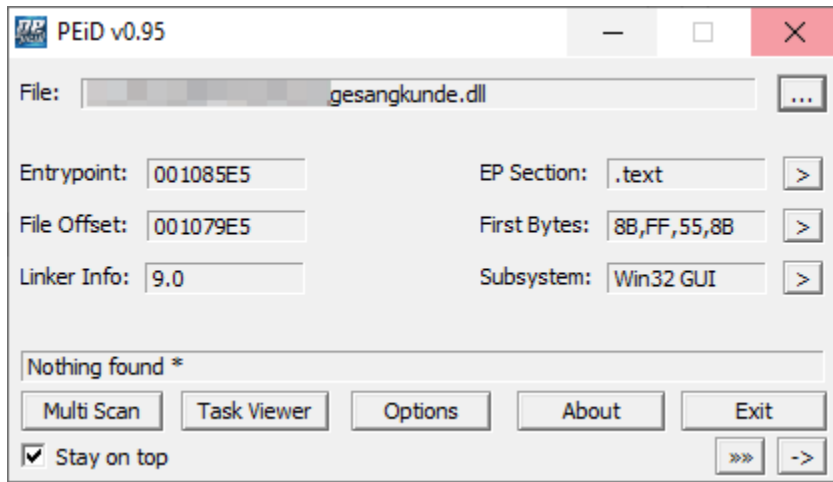 PEiD v0.95
File: gesangkunde.dll ...
Entrypoint: 001085E5 EP Section: .text >
File Offset: 001079E5 First Bytes: 8B,FF,55,8B >
Linker Info: 9.0 Subsystem: Win32 GUI >
Nothing found *
Multi Scan Task Viewer Options About Exit
Stay on top »» ->